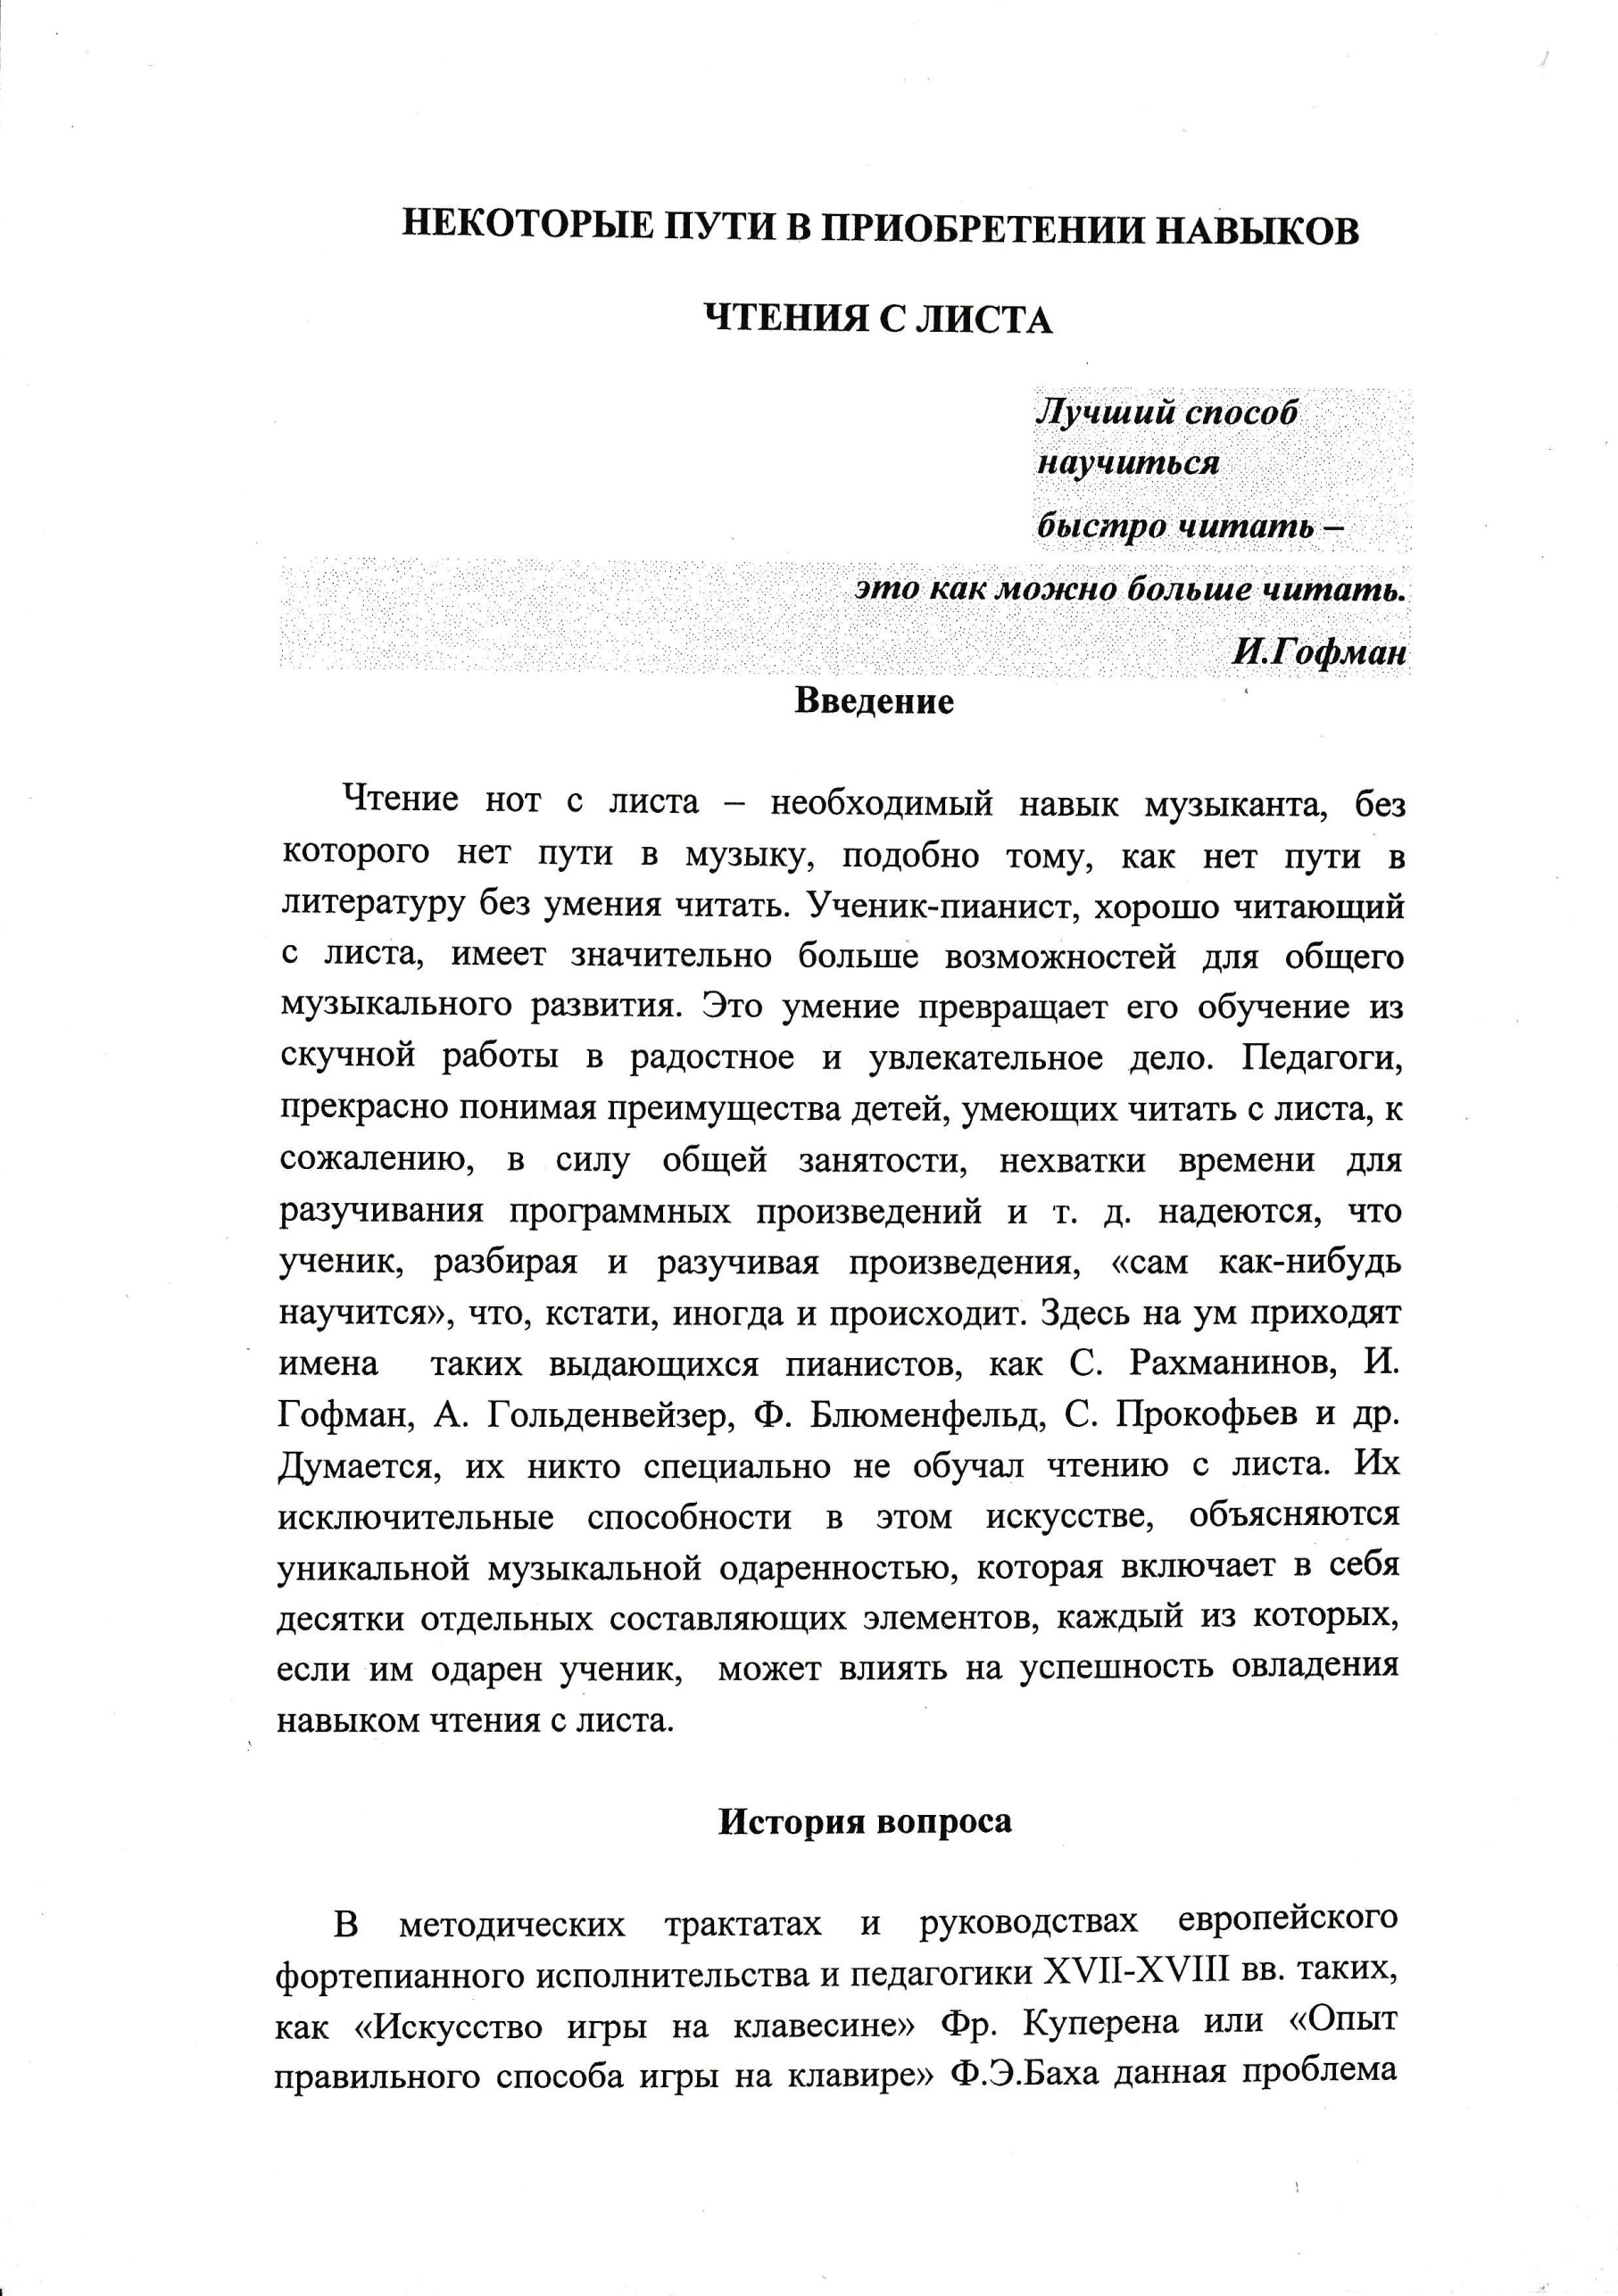 НЕКОТОРЫЕ ПУТИ В ПРИОБРЕТЕНИИ НАВЫКОВ
ЧТЕНИЯ С ЛИСТА
Лучший способ
научиться
быстро читать –
это как можно больше читать.
И.Гофман
Введение
Чтение нот с листа – необходимый навык музыканта, без
которого нет пути в музыку, подобно тому, как нет пути в
литературу без умения читать. Ученик-пианист, хорошо читающий
с листа, имеет значительно больше возможностей для общего
музыкального развития. Это умение превращает его обучение из
скучной работы в радостное и увлекательное дело. Педагоги,
прекрасно понимая преимущества детей, умеющих читать с листа, к
сожалению, в силу общей занятости, нехватки времени для
разучивания программных произведений и т. д. надеются, что
ученик, разбирая и разучивая произведения, «сам как-нибудь
научится», что, кстати, иногда и происходит. Здесь на ум приходят
имена таких выдающихся пианистов, как С. Рахманинов, И.
Гофман, А. Гольденвейзер, Ф. Блюменфельд, С. Прокофьев и др.
Думается, их никто специально не обучал чтению с листа. Их
исключительные способности в этом искусстве, объясняются
уникальной музыкальной одаренностью, которая включает в себя
десятки отдельных составляющих элементов, каждый из которых,
если им одарен ученик, может влиять на успешность овладения
навыком чтения с листа.
История вопроса
В методических трактатах и руководствах европейского
фортепианного исполнительства и педагогики XVII-XVIII вв. таких,
как «Искусство игры на клавесине» Фр. Куперена или «Опыт
правильного способа игры на клавире» Ф.Э.Баха данная проблема